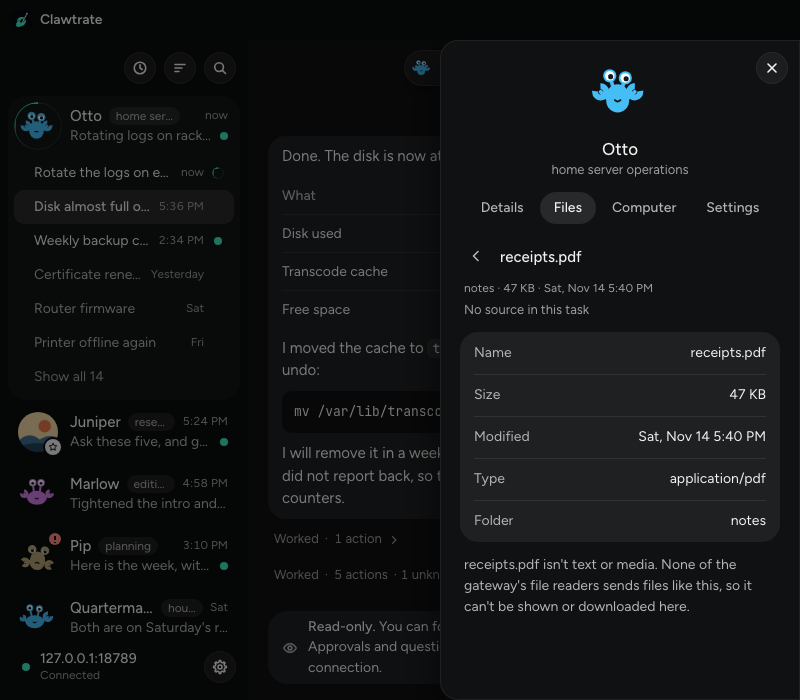 Clawtrate
Otto
home ser...
now
Rotating logs on rack...
Rotate the logs on e...
now
Disk almost full o...
5:36 PM
Weekly backup c...
2:34 PM
Certificate rene...
Yesterday
Router firmware
Sat
Printer offline again
Fri
Show all 14
Juniper
rese...
5:24 PM
Ask these five, and g...
Marlow
editi...
4:58 PM
Tightened the intro and...
Pip
planning
3:10 PM
Here is the week, wit...
Quarterma...
hou...
Sat
Both are on Saturday's r...
127.0.0.1:18789
Connected
Done. The disk is now at
What
Disk used
Transcode cache
Free space
I moved the cache to
undo:
mv /var/lib/transco
I will remove it in a week
did not report back, so t
counters.
Worked · 1 action
Worked · 5 actions · 1 unkn
Read-only. You can fo
Approvals and questi
connection.
Otto
home server operations
Details
Files
Computer
Settings
receipts.pdf
notes · 47 KB · Sat, Nov 14 5:40 PM
No source in this task
Name
receipts.pdf
Size
47 KB
Modified
Sat, Nov 14 5:40 PM
Type
application/pdf
Folder
notes
receipts.pdf isn't text or media. None of the
gateway's file readers sends files like this, so it
can't be shown or downloaded here.